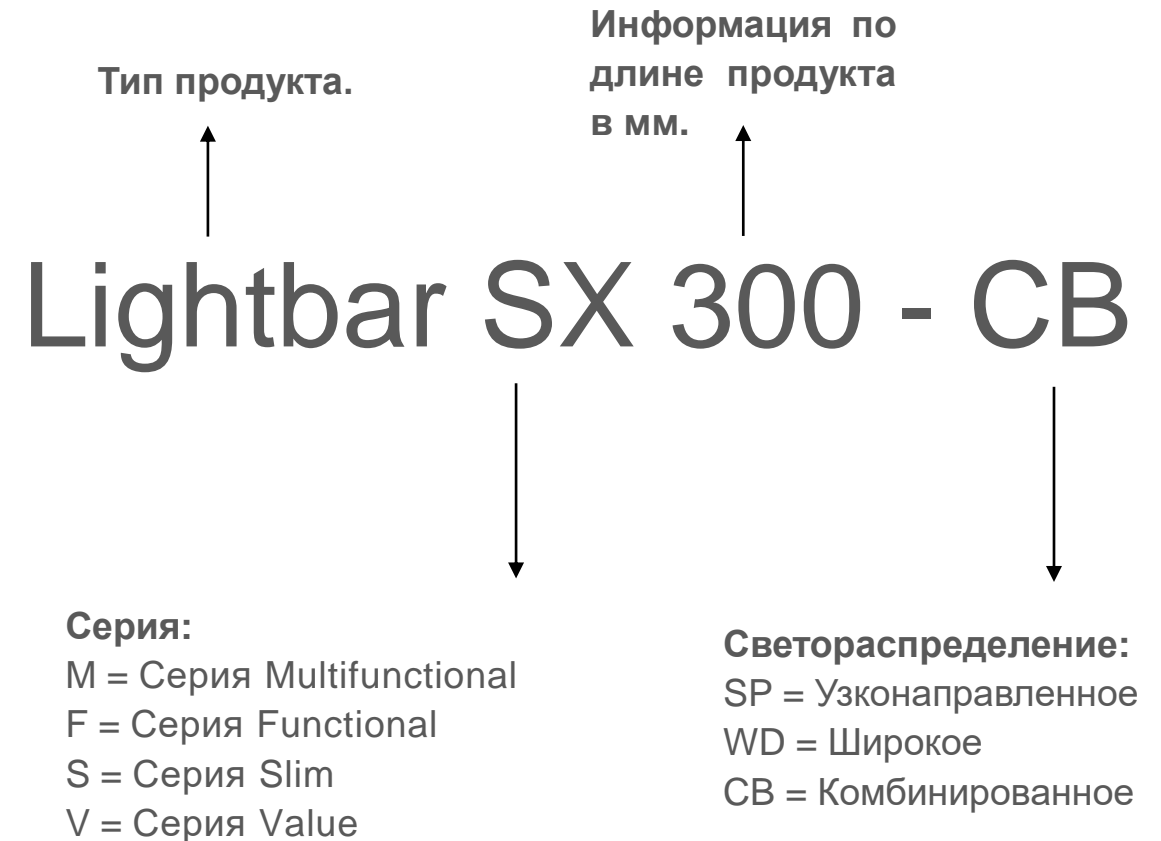 Тип продукта.
Информация по
длине продукта
в мм.
Lightbar SX 300 - CB
Серия:
M = Серия Multifunctional
F = Серия Functional
S = Серия Slim
V = Серия Value
Светораспределение:
SP = Узконаправленное
WD = Широкое
CB = Комбинированное